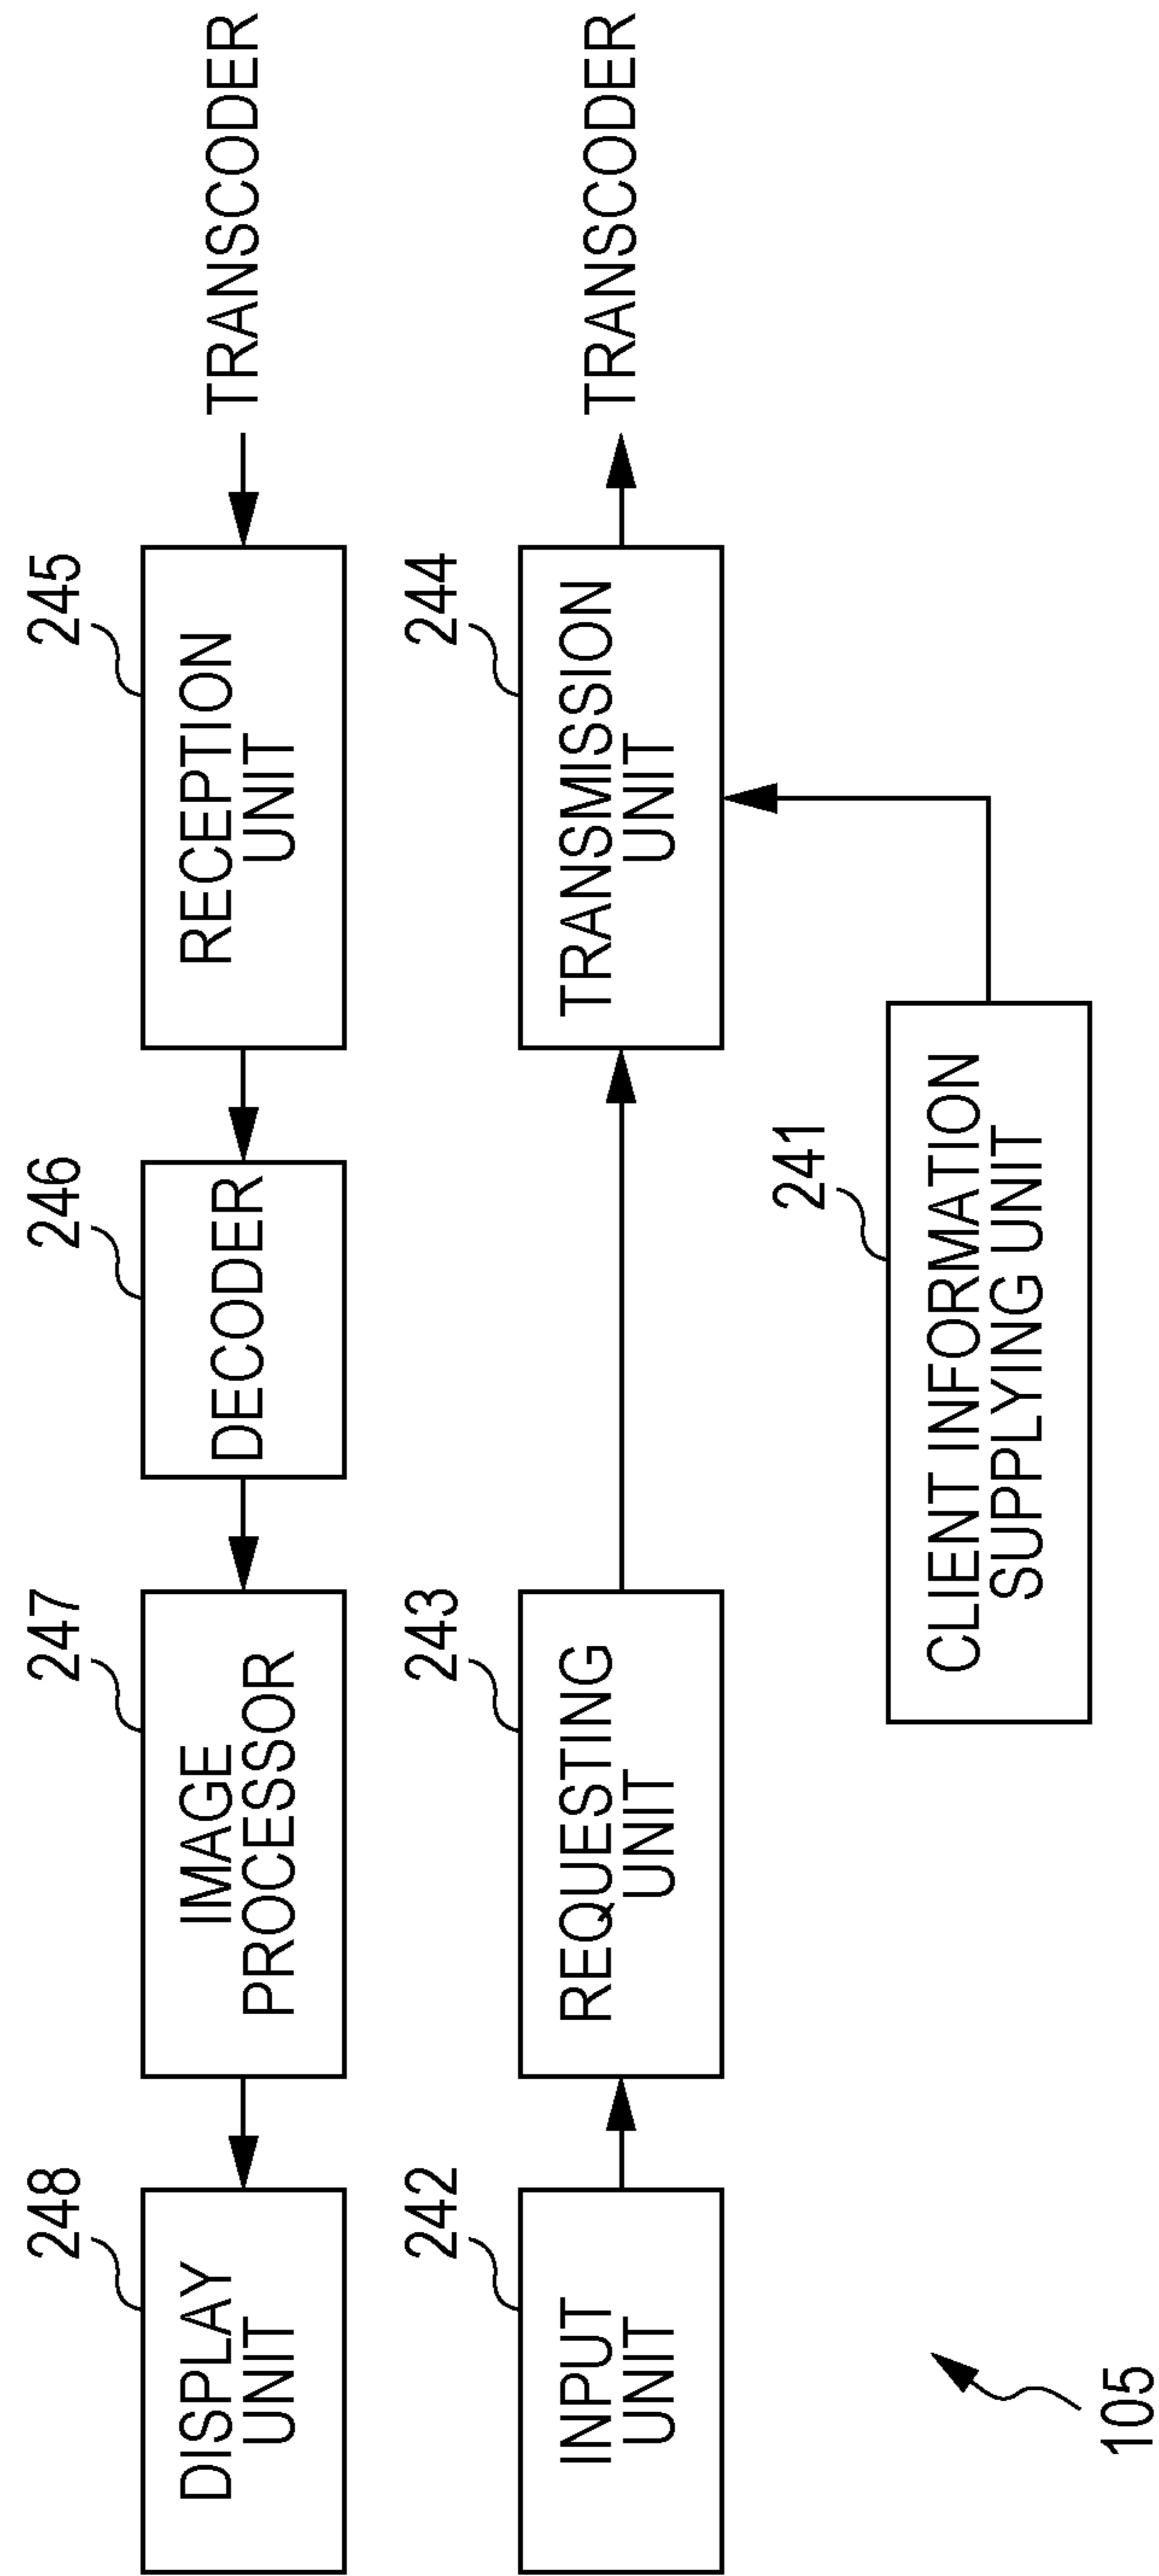 248
DISPLAY
UNIT
247
IMAGE
PROCESSOR
246
DECODER
245
RECEPTION
UNIT
TRANSCODER
242
INPUT
UNIT
243
REQUESTING
UNIT
244
TRANSMISSION
UNIT
TRANSCODER
241
CLIENT INFORMATION
SUPPLYING UNIT
105